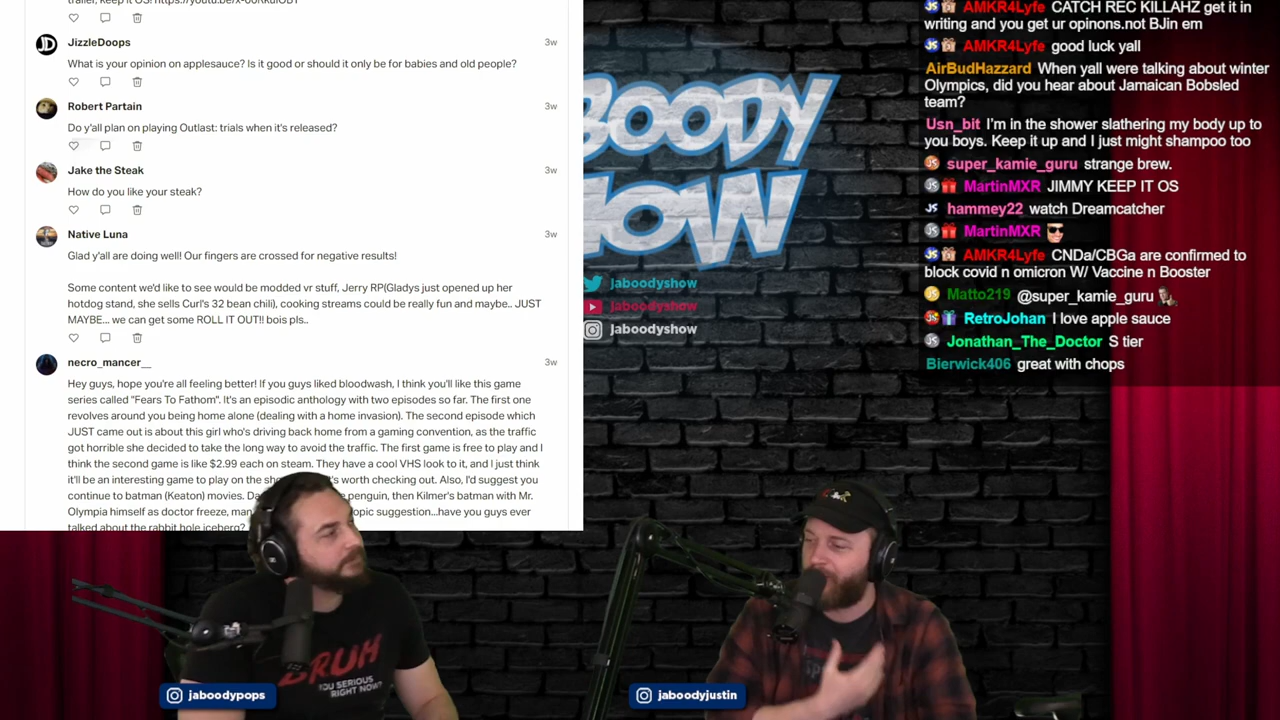 trailer, keep it OS!
JizzleDoops
3w
What is your opinion on applesauce? Is it good or should it only be for babies and old people?
Robert Partain
3w
Do y'all plan on playing Outlast: trials when it's released?
Jake the Steak
3w
How do you like your steak?
Native Luna
3w
Glad y'all are doing well! Our fingers are crossed for negative results!
Some content we'd like to see would be modded vr stuff, Jerry RP(Gladys just opened up her
hotdog stand, she sells Curl's 32 bean chili), cooking streams could be really fun and maybe.. JUST
MAYBE... we can get some ROLL IT OUT!! bois pls..
necro_mancer__
3w
Hey guys, hope you're all feeling better! If you guys liked bloodwash, I think you'll like this game
series called "Fears To Fathom". It's an episodic anthology with two episodes so far. The first one
revolves around you being home alone (dealing with a home invasion). The second episode which
JUST came out is about this girl who's driving back home from a gaming convention, as the traffic
got horrible she decided to take the long way to avoid the traffic. The first game is free to play and I
think the second game is like $2.99 each on steam. They have a cool VHS look to it, and I just think
it'll be an interesting game to play on the sho 's worth checking out. Also, I'd suggest you
continue to batman (Keaton) movies. Da penguin, then Kilmer's batman with Mr.
Olympia himself as doctor freeze, man opic suggestion...have you guys ever
talked about the rabbit hole iceberg?
JD
BOODY
HOW
jaboodyshow
jaboodyshow
jaboodyshow
AMKR4Lyfe CATCH REC KILLAHZ get it in
writing and you get ur opinons.not BJin em
AMKR4Lyfe good luck yall
AirBudHazzard When yall were talking about winter
Olympics, did you hear about Jamaican Bobsled
team?
Usn_bit I'm in the shower slathering my body up to
you boys. Keep it up and I just might shampoo too
super_kamie_guru strange brew.
MartinMXR JIMMY KEEP IT OS
hammey22 watch Dreamcatcher
MartinMXR
AMKR4Lyfe CNDa/CBGa are confirmed to
block covid n omicron W/ Vaccine n Booster
Matto219 @super_kamie_guru
RetroJohan I love apple sauce
Jonathan_The_Doctor S tier
Bierwick406 great with chops
BRUH
YOU SERIOUS
RIGHT NOW?
jaboodypops
jaboodyjustin